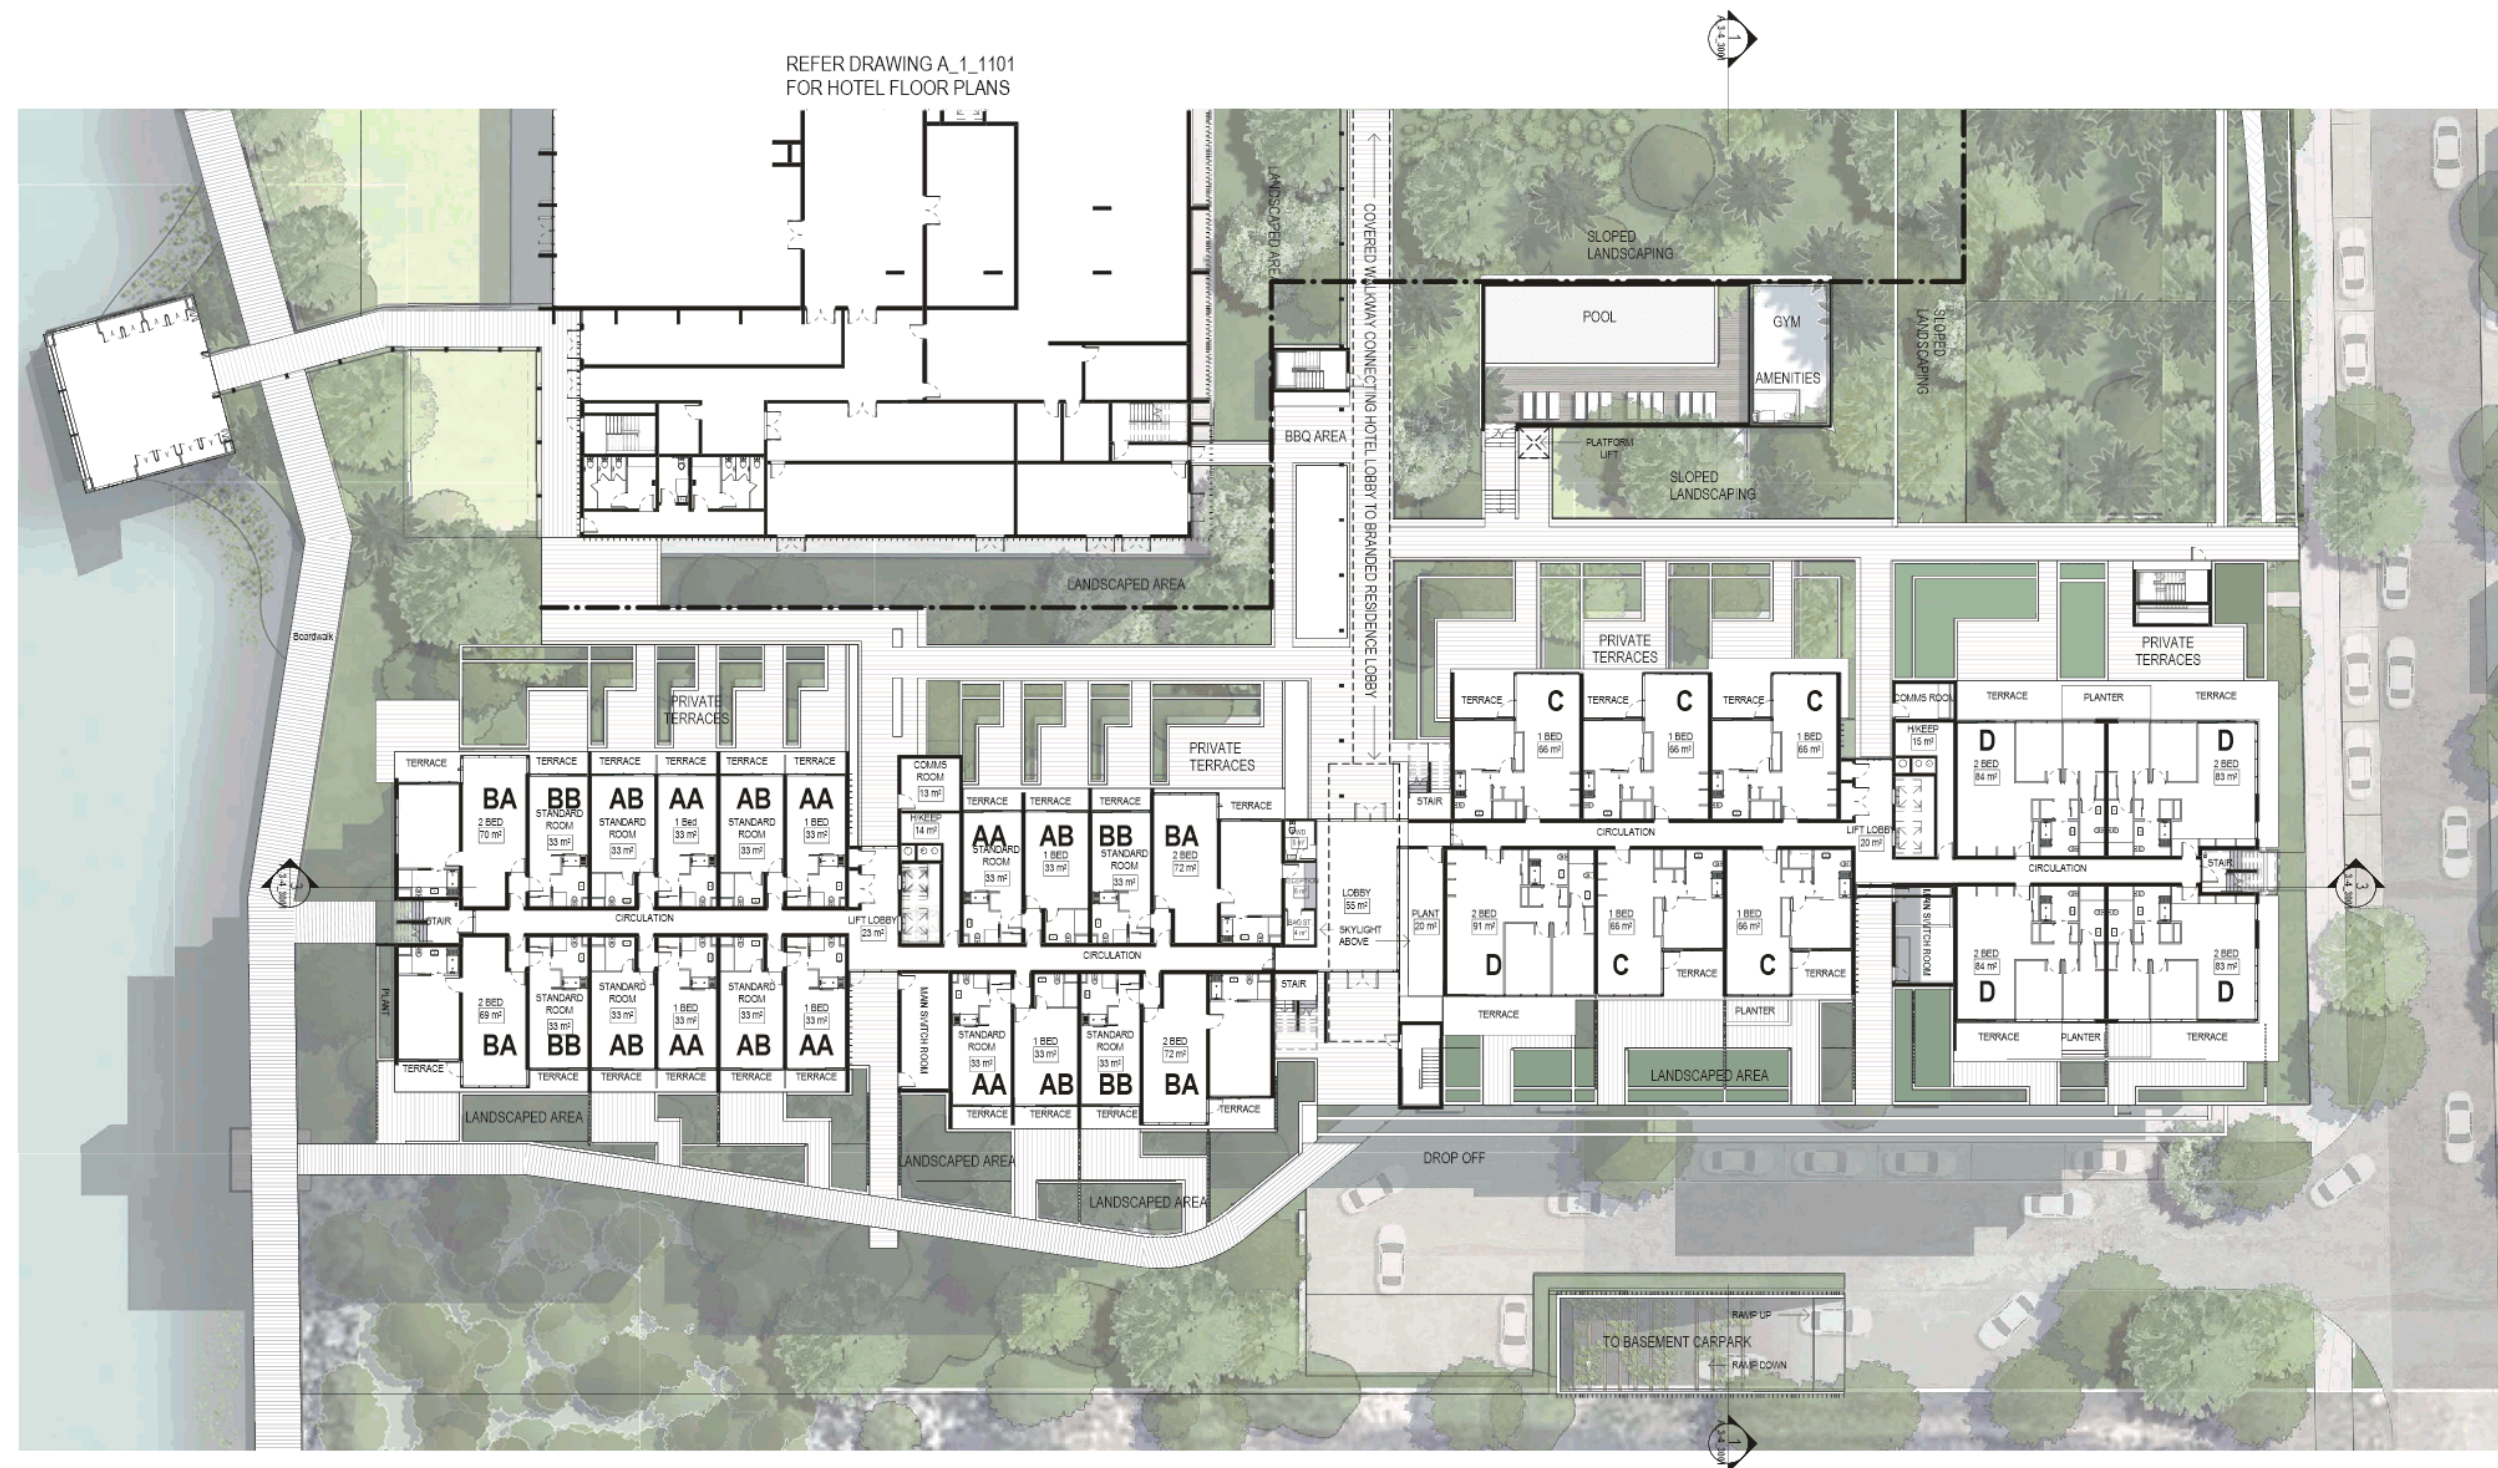 REFER DRAWING A_1_1101
FOR HOTEL FLOOR PLANS
1
LANDSCAPED AREA
COVERED WALKWAY CONNECTING HOTEL LOBBY TO BRANDED RESIDENCE LOBBY
SLOPED
LANDSCAPING
POOL
GYM
AMENITIES
SLOPED
LANDSCAPING
BBQ AREA
PLATFORM
LIFT
SLOPED
LANDSCAPING
LANDSCAPED AREA
Boardwalk
PRIVATE
TERRACES
PRIVATE
TERRACES
PRIVATE
TERRACES
PRIVATE
TERRACES
TERRACE
TERRACE
TERRACE
TERRACE
TERRACE
TERRACE
BA
2 BED
70 m²
BB
STANDARD
ROOM
33 m²
AB
STANDARD
ROOM
33 m²
AA
1 Bed
33 m²
AB
STANDARD
ROOM
33 m²
AA
1 BED
33 m²
STAIR
CIRCULATION
LIFT LOBBY
23 m²
PLANT
2 BED
69 m²
BA
STANDARD
ROOM
33 m²
BB
STANDARD
ROOM
33 m²
AB
1 BED
33 m²
AA
STANDARD
ROOM
33 m²
AB
1 BED
33 m²
AA
TERRACE
TERRACE
TERRACE
TERRACE
TERRACE
TERRACE
LANDSCAPED AREA
COMMS
ROOM
13 m²
H/KEEP
14 m²
TERRACE
TERRACE
TERRACE
TERRACE
AA
STANDARD
ROOM
33 m²
AB
1 BED
33 m²
BB
STANDARD
ROOM
33 m²
BA
2 BED
72 m²
BAG ST
4 m²
CIRCULATION
MAIN SWITCH ROOM
STANDARD
ROOM
33 m²
AA
1 BED
33 m²
AB
STANDARD
ROOM
33 m²
BB
2 BED
72 m²
BA
TERRACE
TERRACE
TERRACE
TERRACE
STAIR
LANDSCAPED AREA
LANDSCAPED AREA
LOBBY
55 m²
SKYLIGHT
ABOVE
STAIR
PLANT
20 m²
TERRACE
C
1 BED
66 m²
TERRACE
C
1 BED
66 m²
TERRACE
C
1 BED
66 m²
CIRCULATION
LIFT LOBBY
20 m²
2 BED
91 m²
D
1 BED
66 m²
C
TERRACE
1 BED
66 m²
C
TERRACE
TERRACE
PLANTER
LANDSCAPED AREA
COMMS ROOM
H/KEEP
15 m²
TERRACE
PLANTER
TERRACE
D
2 BED
84 m²
D
2 BED
83 m²
CIRCULATION
STAIR
MAIN SWITCH ROOM
2 BED
84 m²
D
2 BED
83 m²
D
TERRACE
PLANTER
TERRACE
3
3
DROP OFF
RAMP UP
TO BASEMENT CARPARK
RAMP DOWN
1